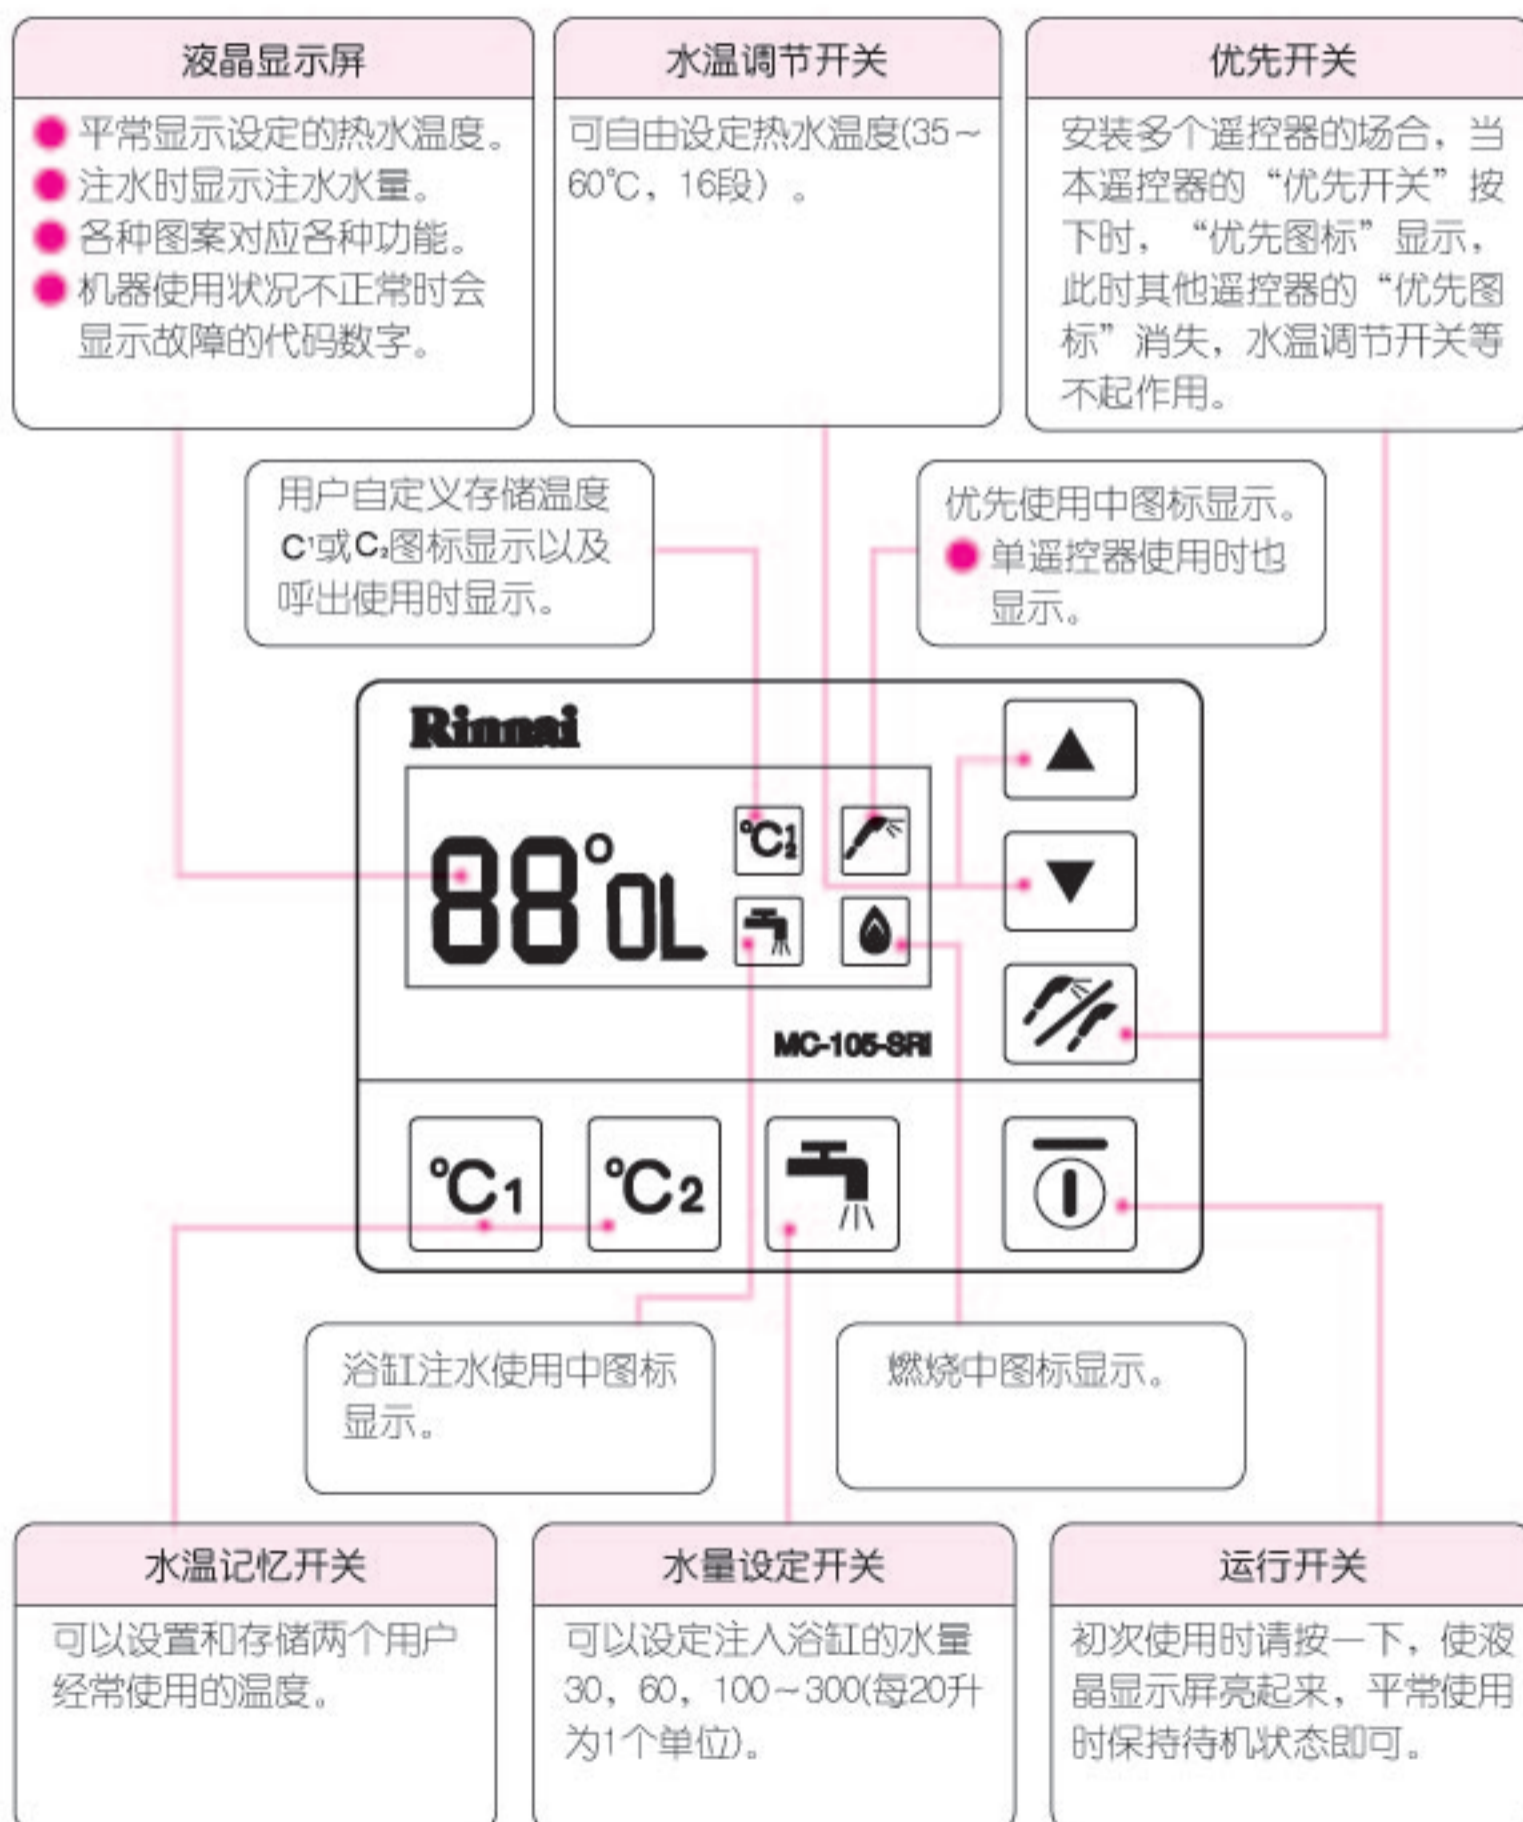 液晶显示屏
● 平常显示设定的热水温度。
● 注水时显示注水水量。
● 各种图案对应各种功能。
● 机器使用状况不正常时会
显示故障的代码数字。
水温调节开关
可自由设定热水温度(35～
60℃，16段）。
优先开关
安装多个遥控器的场合，当
本遥控器的“优先开关”按
下时，“优先图标”显示，
此时其他遥控器的“优先图
标”消失，水温调节开关等
不起作用。
用户自定义存储温度
C¹或C₂图标显示以及
呼出使用时显示。
优先使用中图标显示。
● 单遥控器使用时也
显示。
Rinnai
88°0L
℃1 2
MC-105-SRI
℃1
℃2
浴缸注水使用中图标
显示。
燃烧中图标显示。
水温记忆开关
可以设置和存储两个用户
经常使用的温度。
水量设定开关
可以设定注入浴缸的水量
30，60，100～300(每20升
为1个单位)。
运行开关
初次使用时请按一下，使液
晶显示屏亮起来，平常使用
时保持待机状态即可。